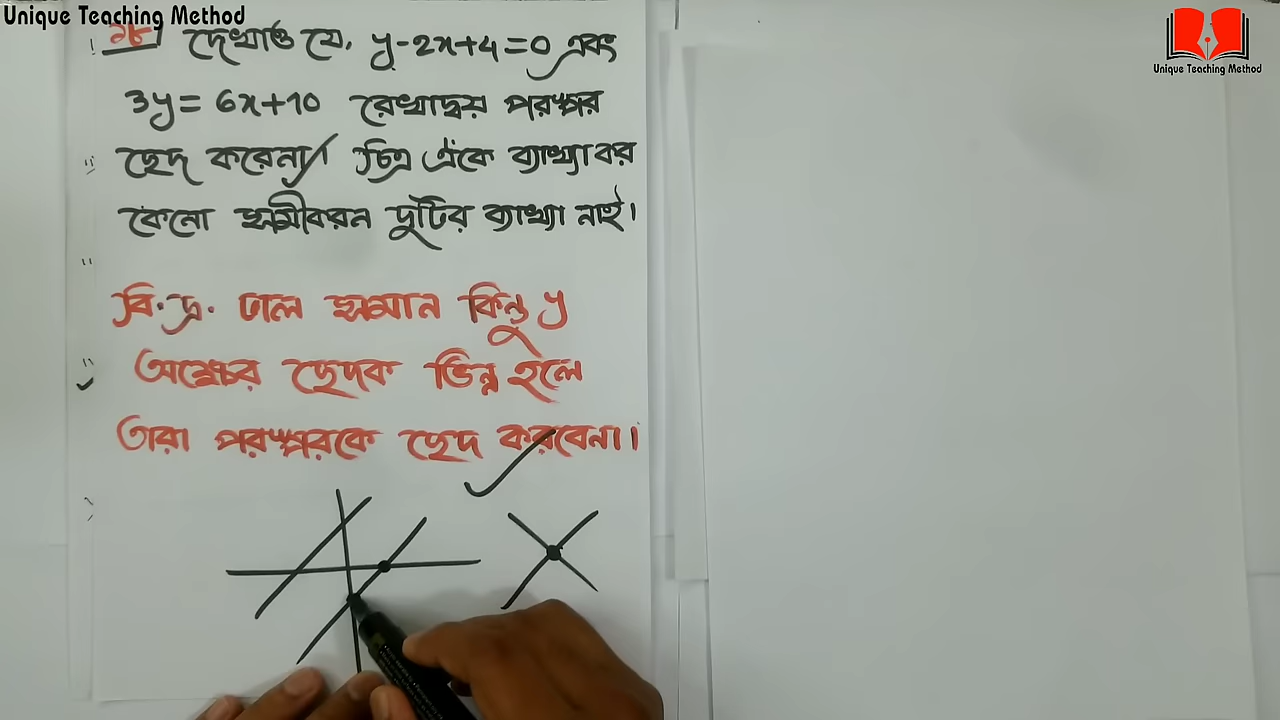 Unique Teaching Method
১৮ দেখাও যে, y-2x+4=0 এবং
3y= 6x+10 রেখাদ্বয় পরস্পর
ছেদ করেনা। চিত্র এঁকে ব্যাখ্যা কর
কেনো সমীকরন দুটির ব্যাখ্যা নাই।
বি.দ্র. ঢাল সমান কিন্তু y
অক্ষের ছেদক ভিন্ন হলে
তারা পরস্পরকে ছেদ করবেনা।
Unique Teaching Method